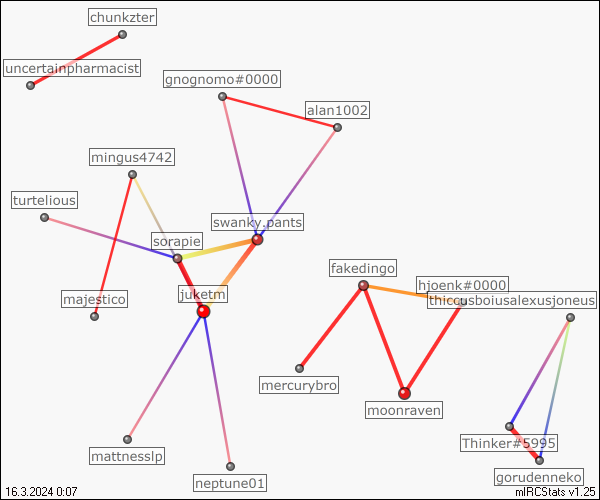 chunkzter
uncertainpharmacist
gnognomo#0000
alan1002
mingus4742
turtelious
swanky.pants
sorapie
fakedingo
hjoenk#0000
juketm
majestico
thiccusboiusalexusjoneus
mercurybro
moonraven
Thinker#5995
mattnesslp
neptune01
gorudenneko
16.3.2024 0:07
mIRCStats v1.25